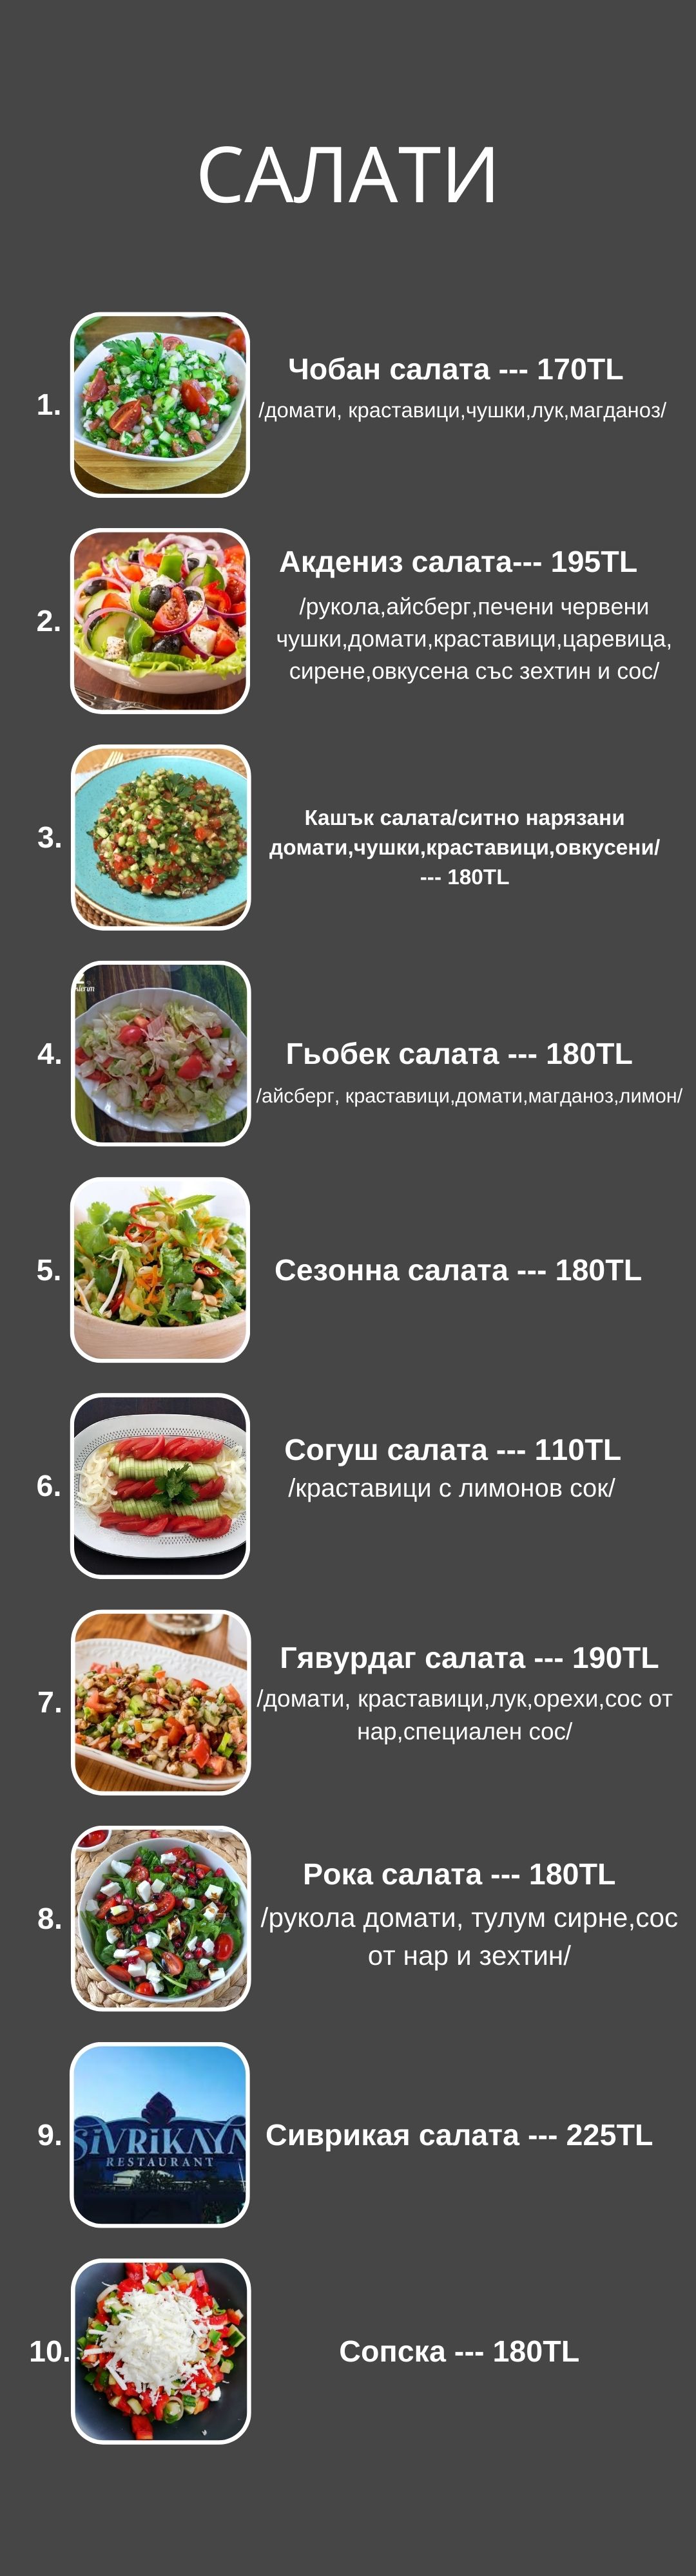 САЛАТИ
1.
Чобан салата --- 170TL
/домати, краставици,чушки,лук,магданоз/
2.
Акдениз салата--- 195TL
/рукола,айсберг,печени червени
чушки,домати,краставици,царевица,
сирене,овкусена със зехтин и сос/
3.
Кашък салата/ситно нарязани
домати,чушки,краставици,овкусени/
--- 180TL
4.
Гьобек салата --- 180TL
/айсберг, краставици,домати,магданоз,лимон/
5.
Сезонна салата --- 180TL
6.
Согуш салата --- 110TL
/краставици с лимонов сок/
7.
Гявурдаг салата --- 190TL
/домати, краставици,лук,орехи,сос от
нар,специален сос/
8.
Рока салата --- 180TL
/рукола домати, тулум сирне,сос
от нар и зехтин/
9.
SİVRİKAY
RESTAURANT
Сиврикая салата --- 225TL
10.
Сопска --- 180TL